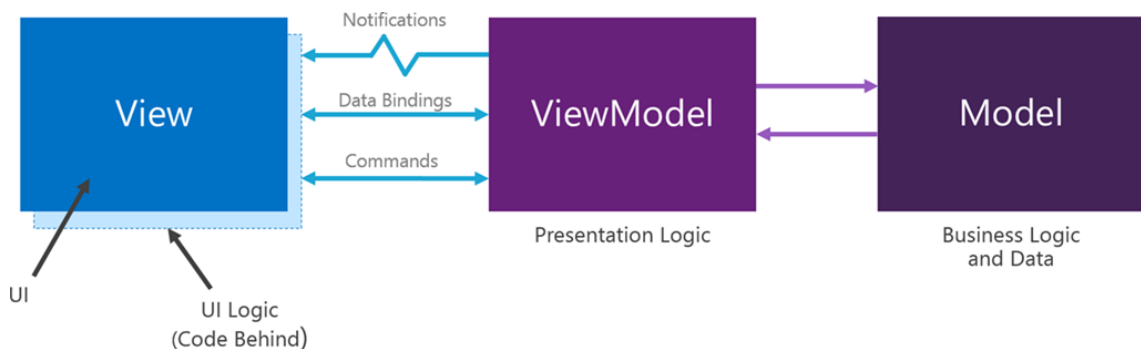 Notifications
View
Data Bindings
ViewModel
Model
Commands
Presentation Logic
Business Logic
and Data
UI
UI Logic
(Code Behind)